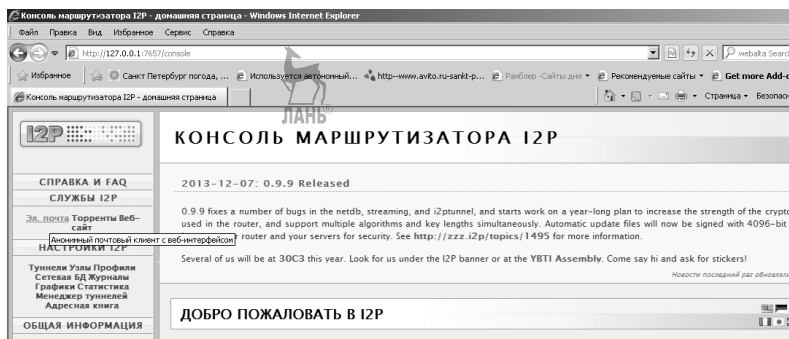 Консоль маршрутизатора I2P - домашняя страница - Windows Internet Explorer
Файл Правка Вид Избранное Сервис Справка
http://127.0.0.1:7657/console
webalta Search
Избранное Санкт Петербург погода, ... Используется автономный... http--www.avito.ru-sankt-p... Рамблер -Сайты дня Рекомендуемые сайты Get more Add-o
Консоль маршрутизатора I2P - домашняя страница
Страница Безопасн
ЛАНЬ®
I2P
КОНСОЛЬ МАРШРУТИЗАТОРА I2P
СПРАВКА И FAQ
СЛУЖБЫ I2P
Эл. почта Торренты Веб-
сайт
Анонимный почтовый клиент с веб-интерфейсом
НАСТРОЙКИ I2P
Туннели Узлы Профили
Сетевая БД Журналы
Графики Статистика
Менеджер туннелей
Адресная книга
ОБЩАЯ ИНФОРМАЦИЯ
2013-12-07: 0.9.9 Released
0.9.9 fixes a number of bugs in the netdb, streaming, and i2ptunnel, and starts work on a year-long plan to increase the strength of the crypto
used in the router, and support multiple algorithms and key lengths simultaneously. Automatic update files will now be signed with 4096-bit
router and your servers for security. See http://zzz.i2p/topics/1495 for more information.
Several of us will be at 30C3 this year. Look for us under the I2P banner or at the YBTI Assembly. Come say hi and ask for stickers!
Новости последний раз обновляли
ДОБРО ПОЖАЛОВАТЬ В I2P